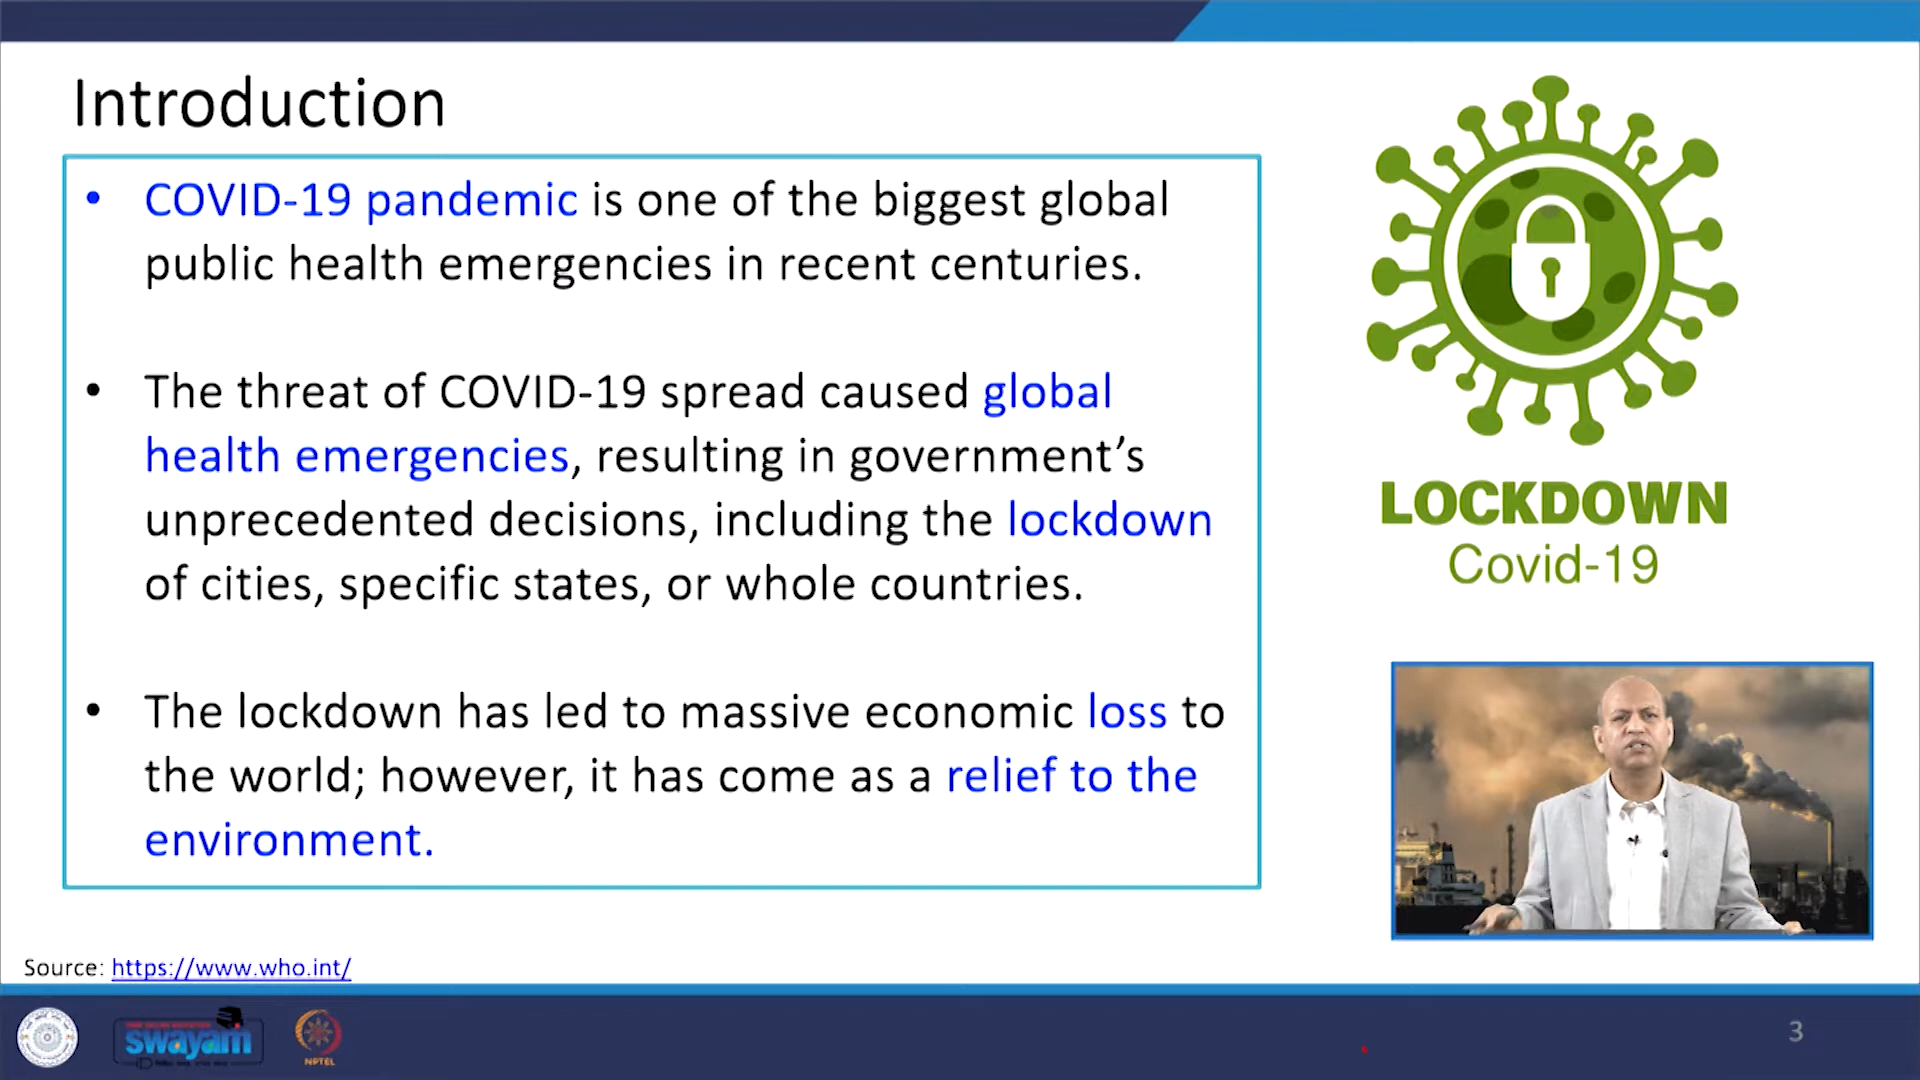 Introduction
• COVID-19 pandemic is one of the biggest global
public health emergencies in recent centuries.
• The threat of COVID-19 spread caused global
health emergencies, resulting in government’s
unprecedented decisions, including the lockdown
of cities, specific states, or whole countries.
• The lockdown has led to massive economic loss to
the world; however, it has come as a relief to the
environment.
LOCKDOWN
Covid-19
Source: https://www.who.int/
swayam
NPTEL
3